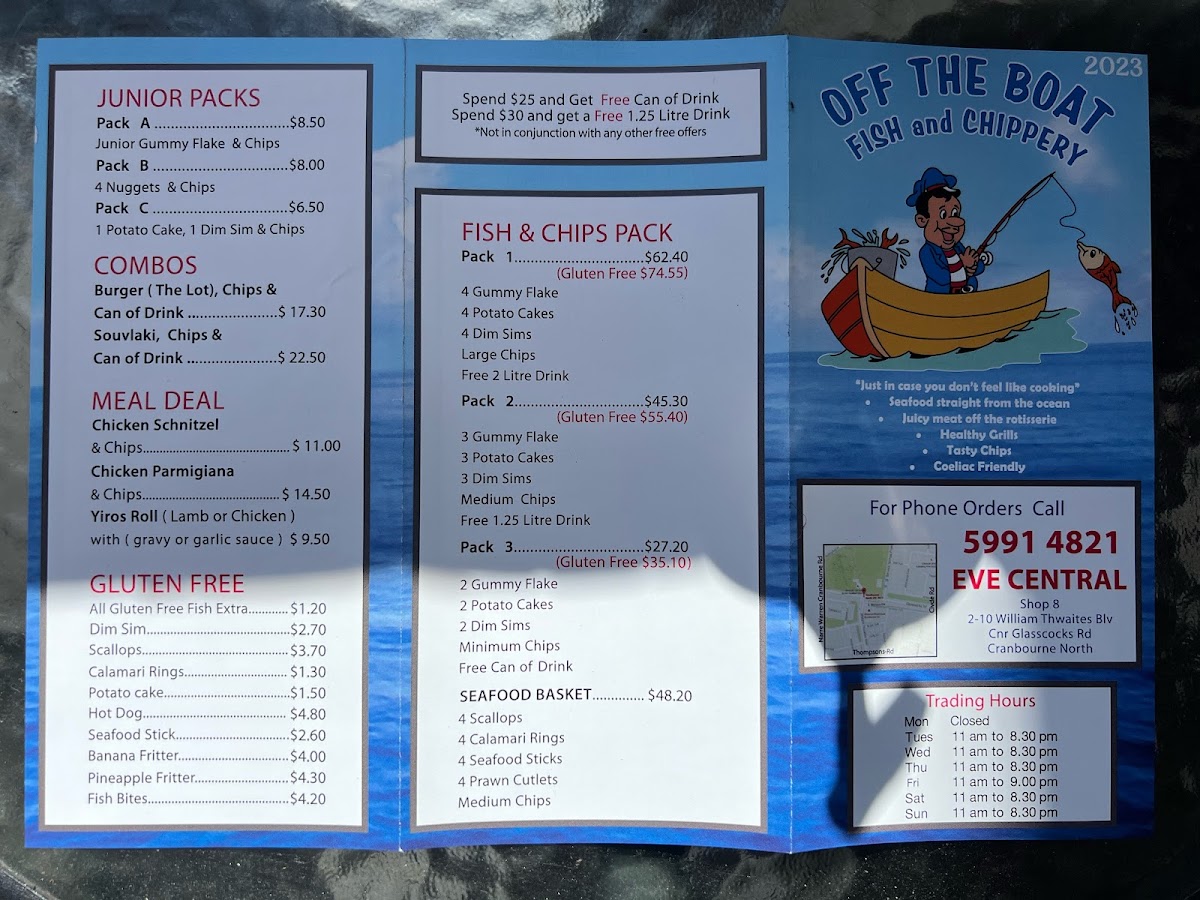 JUNIOR PACKS
Pack A ................................$8.50
Junior Gummy Flake & Chips
Pack B ................................$8.00
4 Nuggets & Chips
Pack C ................................$6.50
1 Potato Cake, 1 Dim Sim & Chips
COMBOS
Burger ( The Lot), Chips &
Can of Drink .....................$ 17.30
Souvlaki, Chips &
Can of Drink .....................$ 22.50
MEAL DEAL
Chicken Schnitzel
& Chips..................................... $ 11.00
Chicken Parmigiana
& Chips................................... $ 14.50
Yiros Roll ( Lamb or Chicken )
with ( gravy or garlic sauce ) $ 9.50
GLUTEN FREE
All Gluten Free Fish Extra..........$1.20
Dim Sim....................................$2.70
Scallops.....................................$3.70
Calamari Rings..........................$1.30
Potato cake...............................$1.50
Hot Dog.................................... $4.80
Seafood Stick............................$2.60
Banana Fritter...........................$4.00
Pineapple Fritter.......................$4.30
Fish Bites..................................$4.20
Spend $25 and Get Free Can of Drink
Spend $30 and get a Free 1.25 Litre Drink
*Not in conjunction with any other free offers
FISH & CHIPS PACK
Pack 1...............................$62.40
(Gluten Free $74.55)
4 Gummy Flake
4 Potato Cakes
4 Dim Sims
Large Chips
Free 2 Litre Drink
Pack 2...............................$45.30
(Gluten Free $55.40)
3 Gummy Flake
3 Potato Cakes
3 Dim Sims
Medium Chips
Free 1.25 Litre Drink
Pack 3...............................$27.20
(Gluten Free $35.10)
2 Gummy Flake
2 Potato Cakes
2 Dim Sims
Minimum Chips
Free Can of Drink
SEAFOOD BASKET............. $48.20
4 Scallops
4 Calamari Rings
4 Seafood Sticks
4 Prawn Cutlets
Medium Chips
2023
OFF THE BOAT
FISH and CHIPPERY
"Just in case you don't feel like cooking"
• Seafood straight from the ocean
• Juicy meat off the rotisserie
• Healthy Grills
• Tasty Chips
• Coeliac Friendly
For Phone Orders Call
5991 4821
EVE CENTRAL
Shop 8
2-10 William Thwaites Blv
Cnr Glasscocks Rd
Cranbourne North
Narre Warren Cranbourne Rd
Clyde Rd
Thompsons Rd
Trading Hours
Mon Closed
Tues 11 am to 8.30 pm
Wed 11 am to 8.30 pm
Thu 11 am to 8.30 pm
Fri 11 am to 9.00 pm
Sat 11 am to 8.30 pm
Sun 11 am to 8.30 pm